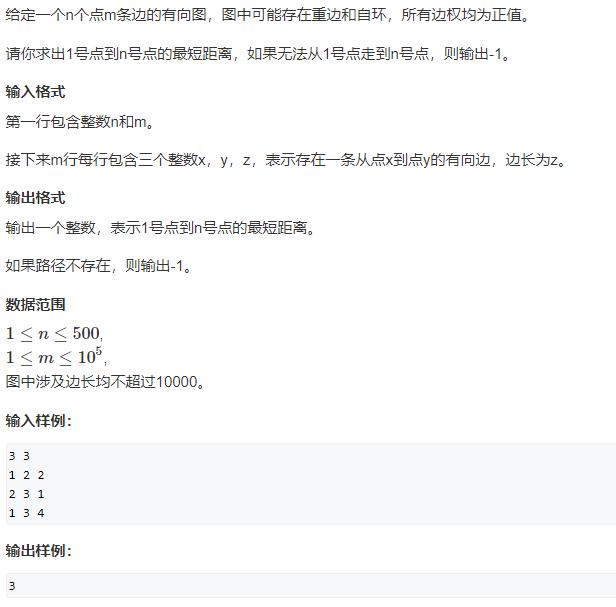 给定一个n个点m条边的有向图，图中可能存在重边和自环，所有边权均为正值。
请你求出1号点到n号点的最短距离，如果无法从1号点走到n号点，则输出-1。
输入格式
第一行包含整数n和m。
接下来m行每行包含三个整数x，y，z，表示存在一条从点x到点y的有向边，边长为z。
输出格式
输出一个整数，表示1号点到n号点的最短距离。
如果路径不存在，则输出-1。
数据范围
1 ≤ n ≤ 500,
1 ≤ m ≤ 10⁵,
图中涉及边长均不超过10000。
输入样例：
3 3
1 2 2
2 3 1
1 3 4
输出样例：
3